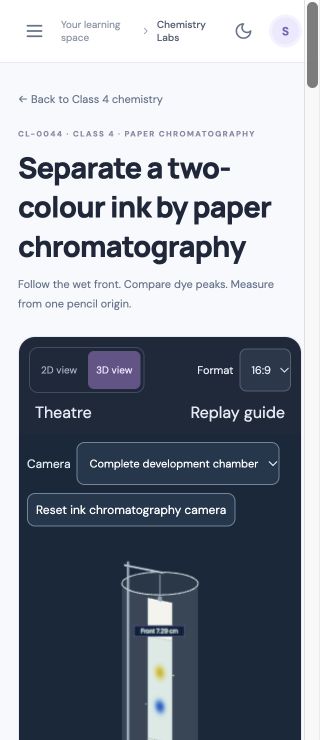 Your learning space
Chemistry Labs
S
← Back to Class 4 chemistry
CL-0044 · CLASS 4 · PAPER CHROMATOGRAPHY
Separate a two-
colour ink by paper
chromatography
Follow the wet front. Compare dye peaks. Measure
from one pencil origin.
2D view
3D view
Format
16:9
Theatre
Replay guide
Camera
Complete development chamber
Reset ink chromatography camera
Front 7.29 cm